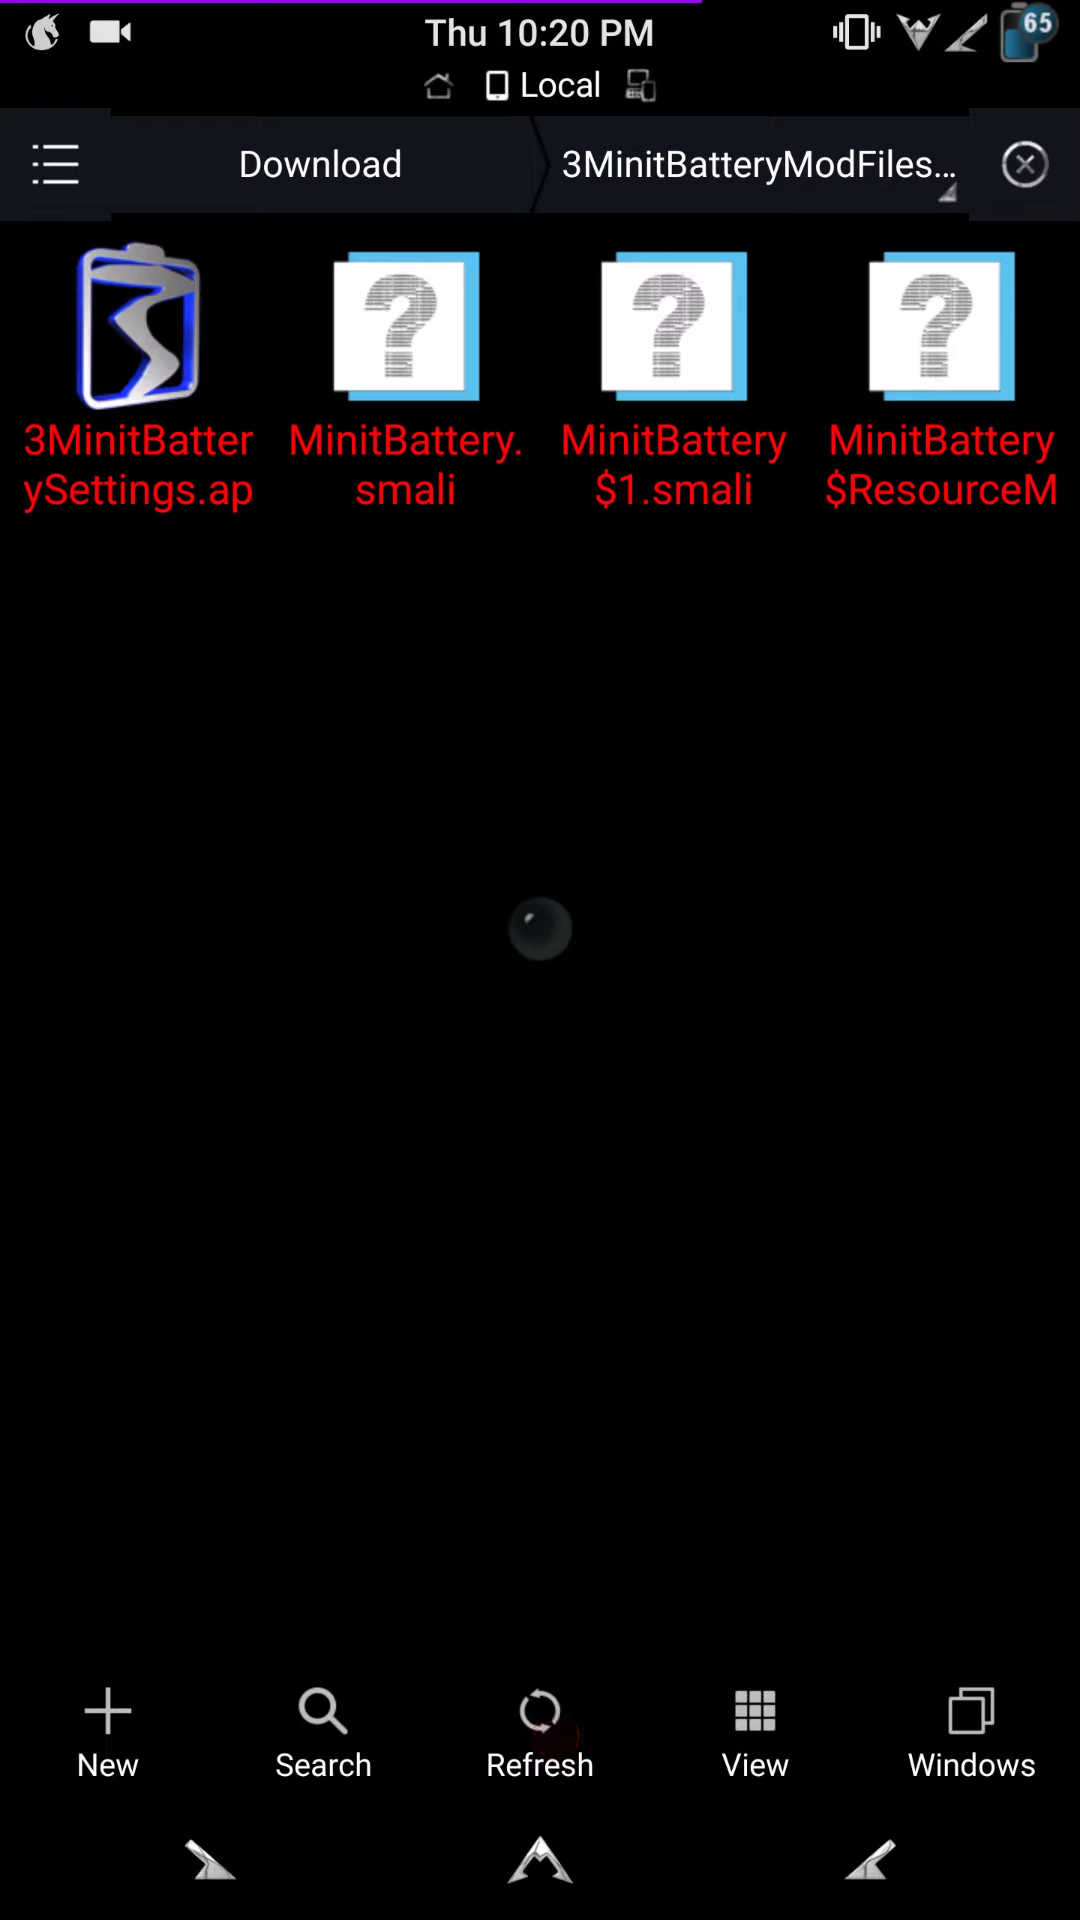 Thu 10:20 PM
65
Local
Download
3MinitBatteryModFiles...
3MinitBatter
ySettings.ap
MinitBattery.
smali
MinitBattery
$1.smali
MinitBattery
$ResourceM
New
Search
Refresh
View
Windows